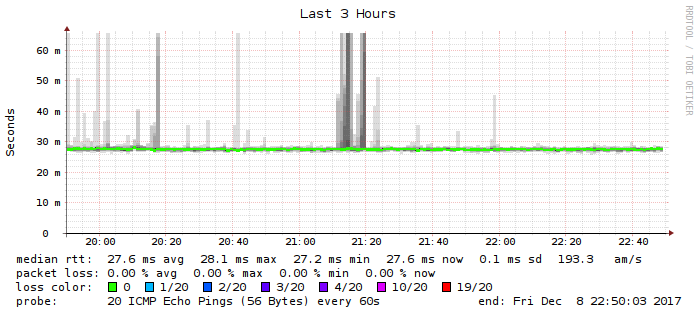 Last 3 Hours
RRDTOOL / TOBI OETIKER
Seconds
60 m
50 m
40 m
30 m
20 m
10 m
0
20:00 20:20 20:40 21:00 21:20 21:40 22:00 22:20 22:40
median rtt: 27.6 ms avg 28.1 ms max 27.2 ms min 27.6 ms now 0.1 ms sd 193.3 am/s
packet loss: 0.00 % avg 0.00 % max 0.00 % min 0.00 % now
loss color: 0 1/20 2/20 3/20 4/20 10/20 19/20
probe: 20 ICMP Echo Pings (56 Bytes) every 60s end: Fri Dec 8 22:50:03 2017